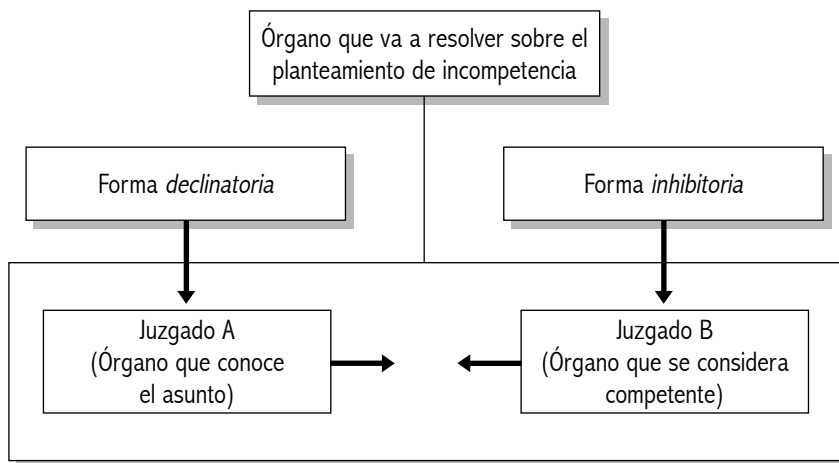 Órgano que va a resolver sobre el
planteamiento de incompetencia
Forma declinatoria
Forma inhibitoria
Juzgado A
(Órgano que conoce
el asunto)
Juzgado B
(Órgano que se considera
competente)